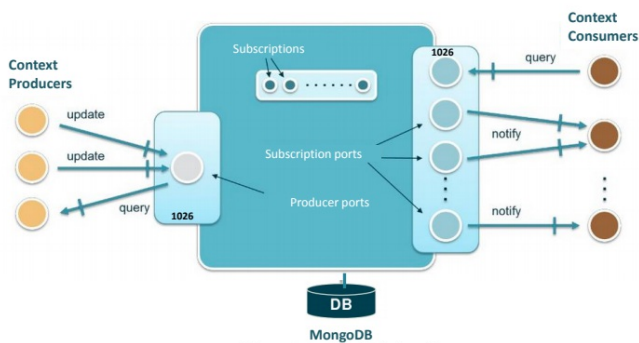 Context
Producers
update
update
query
1026
Subscriptions
Subscription ports
Producer ports
1026
Context
Consumers
query
notify
notify
DB
MongoDB